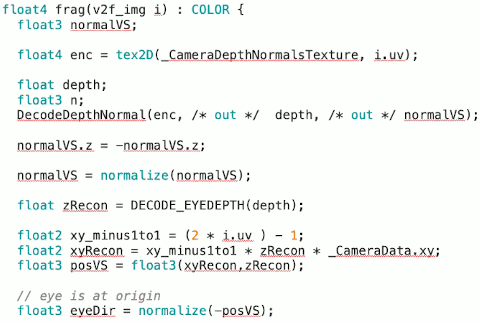 float4 frag(v2f_img i) : COLOR {
float3 normalVS;
float4 enc = tex2D(_CameraDepthNormalsTexture, i.uv);
float depth;
float3 n;
DecodeDepthNormal(enc, /* out */ depth, /* out */ normalVS);
normalVS.z = -normalVS.z;
normalVS = normalize(normalVS);
float zRecon = DECODE_EYEDEPTH(depth);
float2 xy_minus1to1 = (2 * i.uv ) - 1;
float2 xyRecon = xy_minus1to1 * zRecon * _CameraData.xy;
float3 posVS = float3(xyRecon,zRecon);
// eye is at origin
float3 eyeDir = normalize(-posVS);